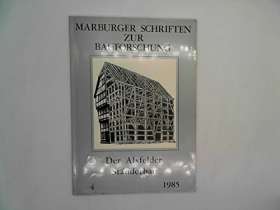 MARBURGER SCHRIFTEN
ZUR
BAUFORSCHUNG
Der Alsfelder
Ständerbau
4
1985